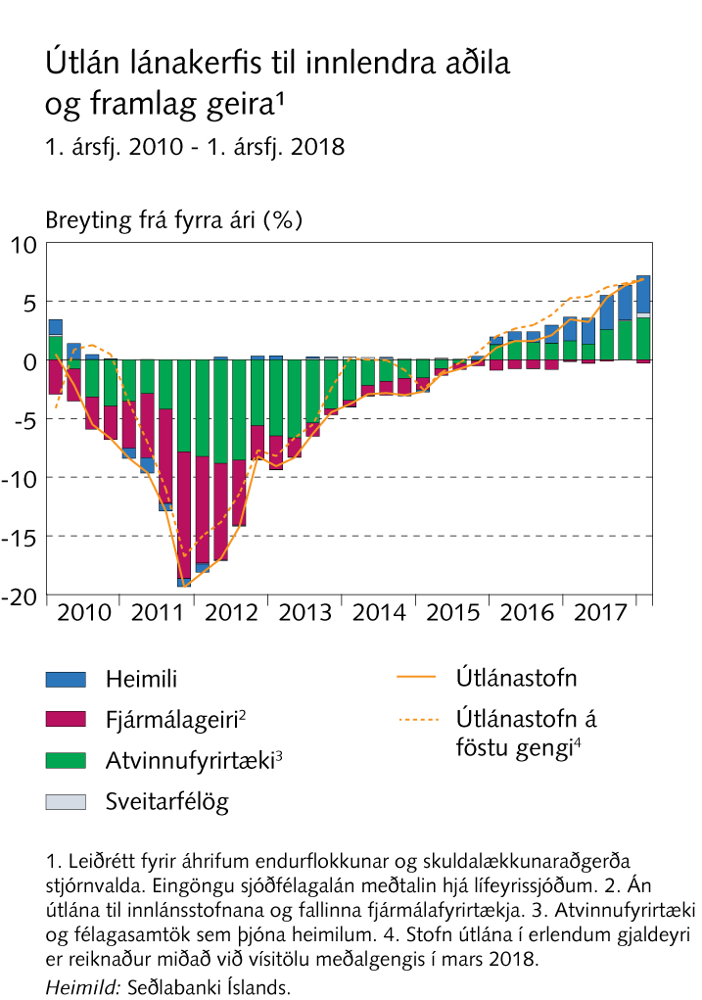 Útlán lánakerfis til innlendra aðila
og framlag geira¹
1. ársfj. 2010 - 1. ársfj. 2018
Breyting frá fyrra ári (%)
10
5
0
-5
-10
-15
-20
2010 2011 2012 2013 2014 2015 2016 2017
Heimili
Fjármálageiri²
Atvinnufyrirtæki³
Sveitarfélög
Útlánastofn
Útlánastofn á
föstu gengi⁴
1. Leiðrétt fyrir áhrifum endurflokkunar og skuldalækkunaraðgerða
stjórnvalda. Eingöngu sjóðfélagalán meðtalin hjá lífeyrissjóðum. 2. Án
útlána til innlánsstofnana og fallinna fjármálafyrirtækja. 3. Atvinnufyrirtæki
og félagasamtök sem þjóna heimilum. 4. Stofn útlána í erlendum gjaldeyri
er reiknaður miðað við vísitölu meðalgengis í mars 2018.
Heimild: Seðlabanki Íslands.